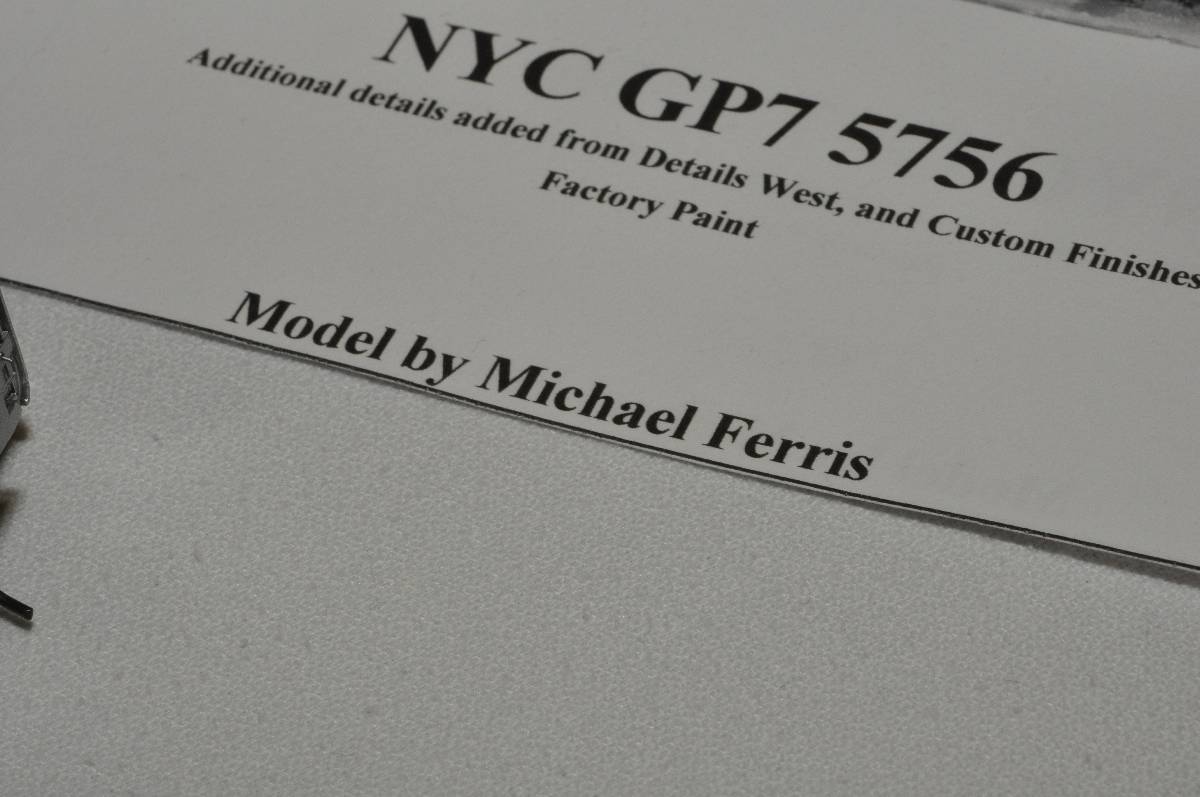 NYC GP7 5756
Additional details added from Details West, and Custom Finishes
Factory Paint
Model by Michael Ferris